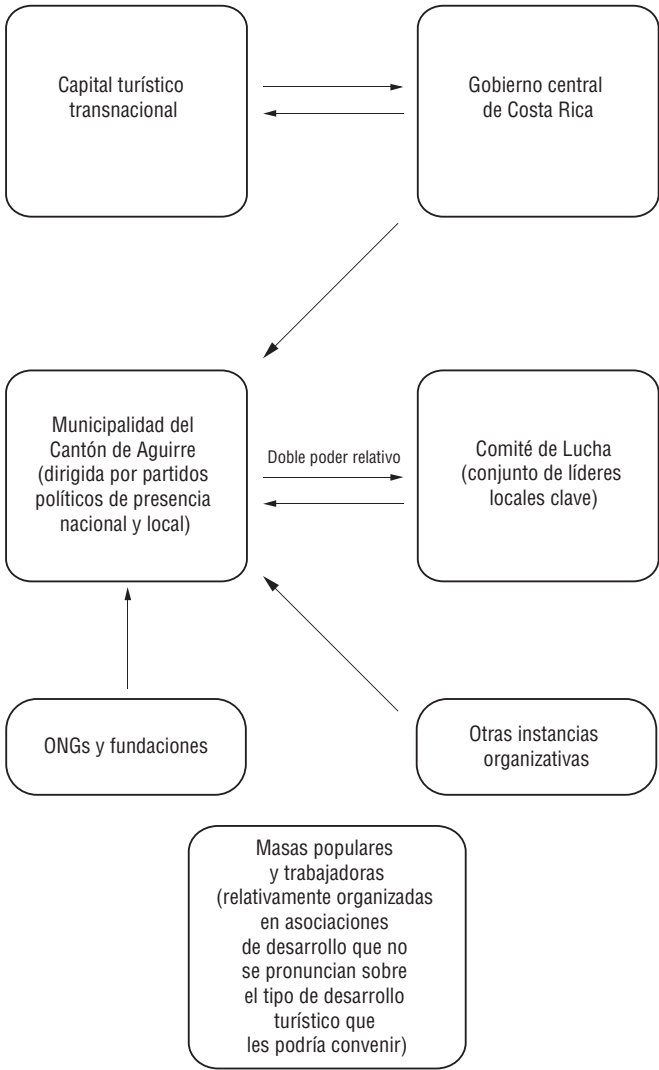 Capital turístico
transnacional
Gobierno central
de Costa Rica
Municipalidad del
Cantón de Aguirre
(dirigida por partidos
políticos de presencia
nacional y local)
Doble poder relativo
Comité de Lucha
(conjunto de líderes
locales clave)
ONGs y fundaciones
Otras instancias
organizativas
Masas populares
y trabajadoras
(relativamente organizadas
en asociaciones
de desarrollo que no
se pronuncian sobre
el tipo de desarrollo
turístico que
les podría convenir)